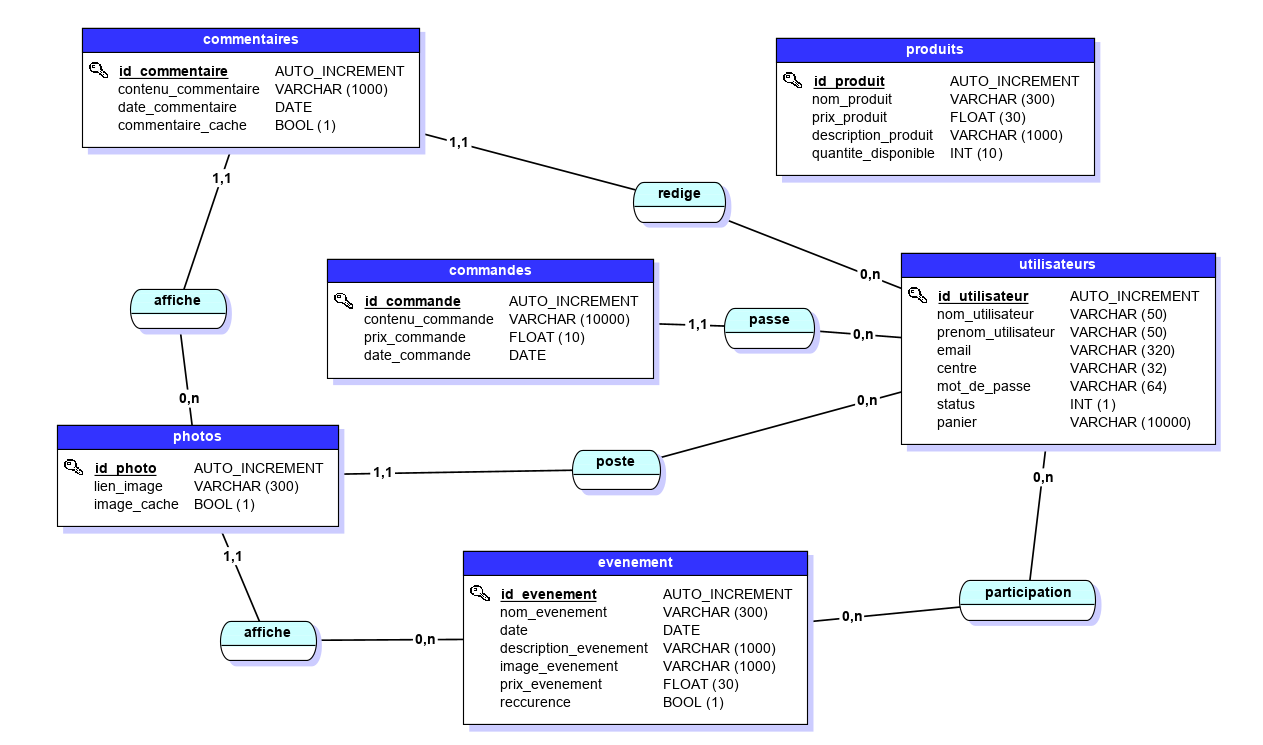 commentaires
id_commentaire AUTO_INCREMENT
contenu_commentaire VARCHAR (1000)
date_commentaire DATE
commentaire_cache BOOL (1)
produits
id_produit AUTO_INCREMENT
nom_produit VARCHAR (300)
prix_produit FLOAT (30)
description_produit VARCHAR (1000)
quantite_disponible INT (10)
1,1
1,1
redige
0,n
commandes
id_commande AUTO_INCREMENT
contenu_commande VARCHAR (10000)
prix_commande FLOAT (10)
date_commande DATE
utilisateurs
id_utilisateur AUTO_INCREMENT
nom_utilisateur VARCHAR (50)
prenom_utilisateur VARCHAR (50)
email VARCHAR (320)
centre VARCHAR (32)
mot_de_passe VARCHAR (64)
status INT (1)
panier VARCHAR (10000)
affiche
1,1
passe
0,n
0,n
0,n
photos
id_photo AUTO_INCREMENT
lien_image VARCHAR (300)
image_cache BOOL (1)
1,1
poste
0,n
1,1
evenement
id_evenement AUTO_INCREMENT
nom_evenement VARCHAR (300)
date DATE
description_evenement VARCHAR (1000)
image_evenement VARCHAR (1000)
prix_evenement FLOAT (30)
reccurence BOOL (1)
participation
0,n
affiche
0,n